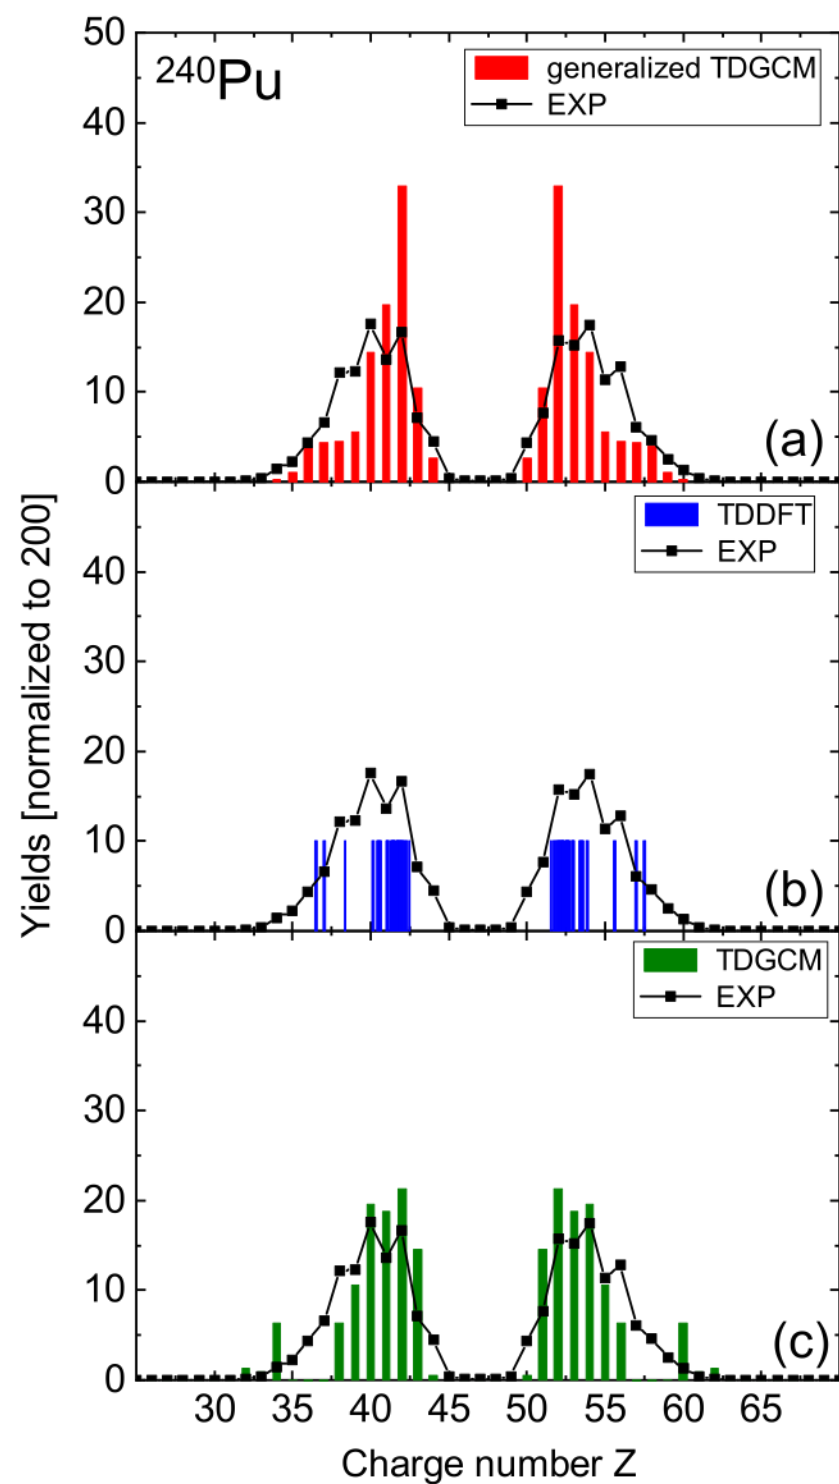 50
²⁴⁰Pu
generalized TDGCM
EXP
40
30
20
10
0
(a)
TDDFT
EXP
40
30
20
10
0
(b)
TDGCM
EXP
40
30
20
10
0
(c)
Yields [normalized to 200]
30 35 40 45 50 55 60 65
Charge number Z